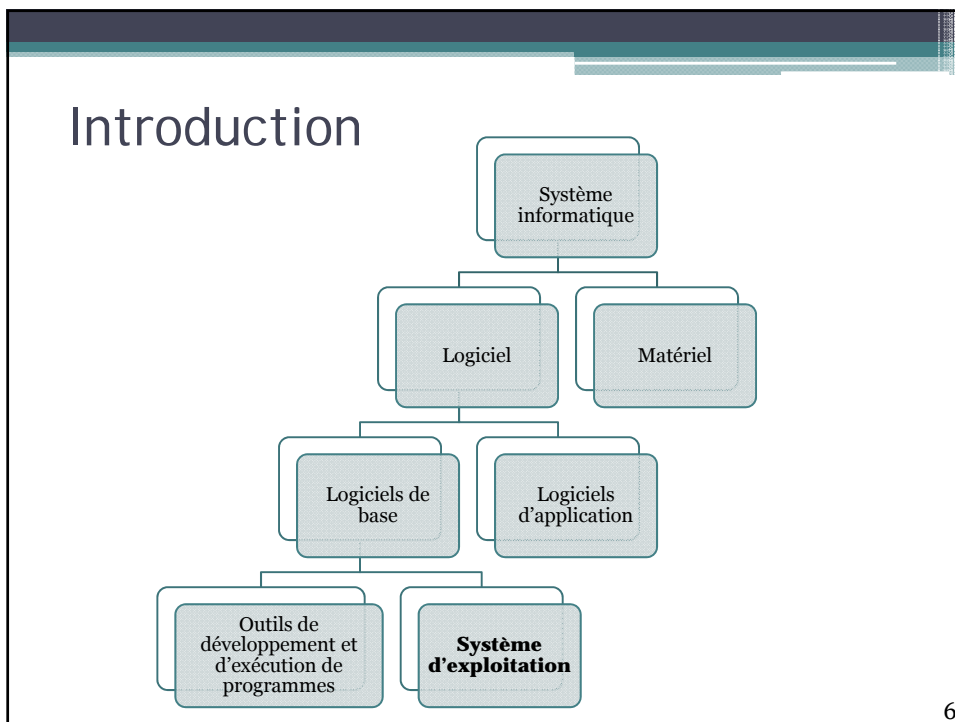 Introduction
Système
informatique
Logiciel
Matériel
Logiciels de
base
Logiciels
d’application
Outils de
développement et
d’exécution de
programmes
Système
d’exploitation
6